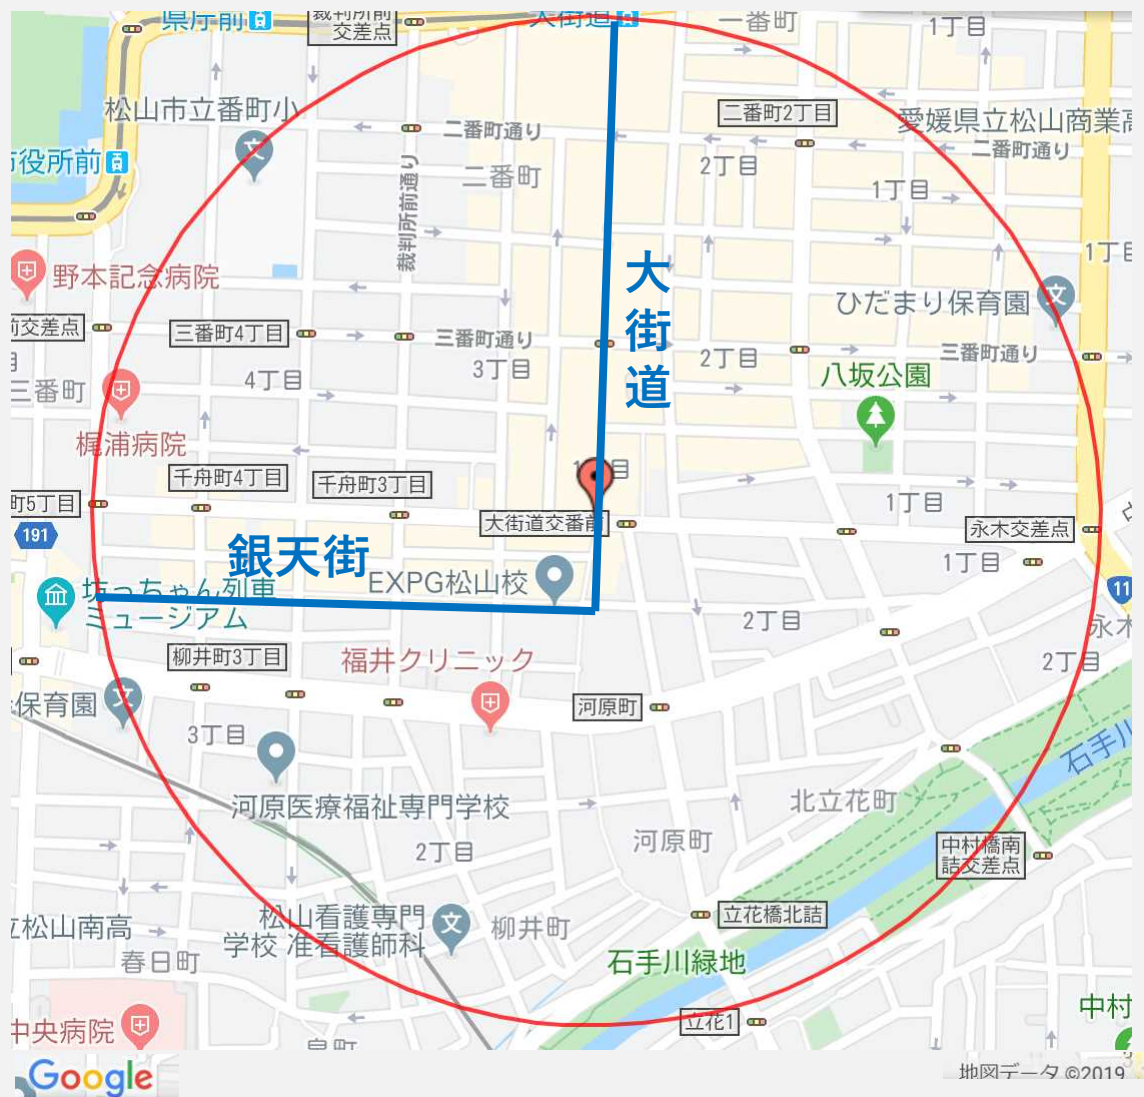 県庁前
裁判所前
交差点
大街道
一番町
1丁目
松山市立番町小
二番町2丁目
愛媛県立松山商業高
二番町通り
二番町通り
市役所前
二番町
2丁目
1丁目
裁判所前通り
1丁目
野本記念病院
大街道
ひだまり保育園
前交差点
三番町4丁目
三番町通り
三番町通り
2丁目
3丁目
三番町
4丁目
八坂公園
梶浦病院
千舟町4丁目
千舟町3丁目
町5丁目
1丁目
大街道交番前
永木交差点
191
銀天街
EXPG松山校
1丁目
11
坊っちゃん列車
ミュージアム
2丁目
永木
柳井町3丁目
福井クリニック
2丁目
保育園
河原町
3丁目
石手川
河原医療福祉専門学校
北立花町
河原町
2丁目
中村橋南
詰交差点
松山看護専門
学校 准看護師科
立花橋北詰
立松山南高
柳井町
春日町
石手川緑地
中央病院
立花1
中村
Google
地図データ ©2019